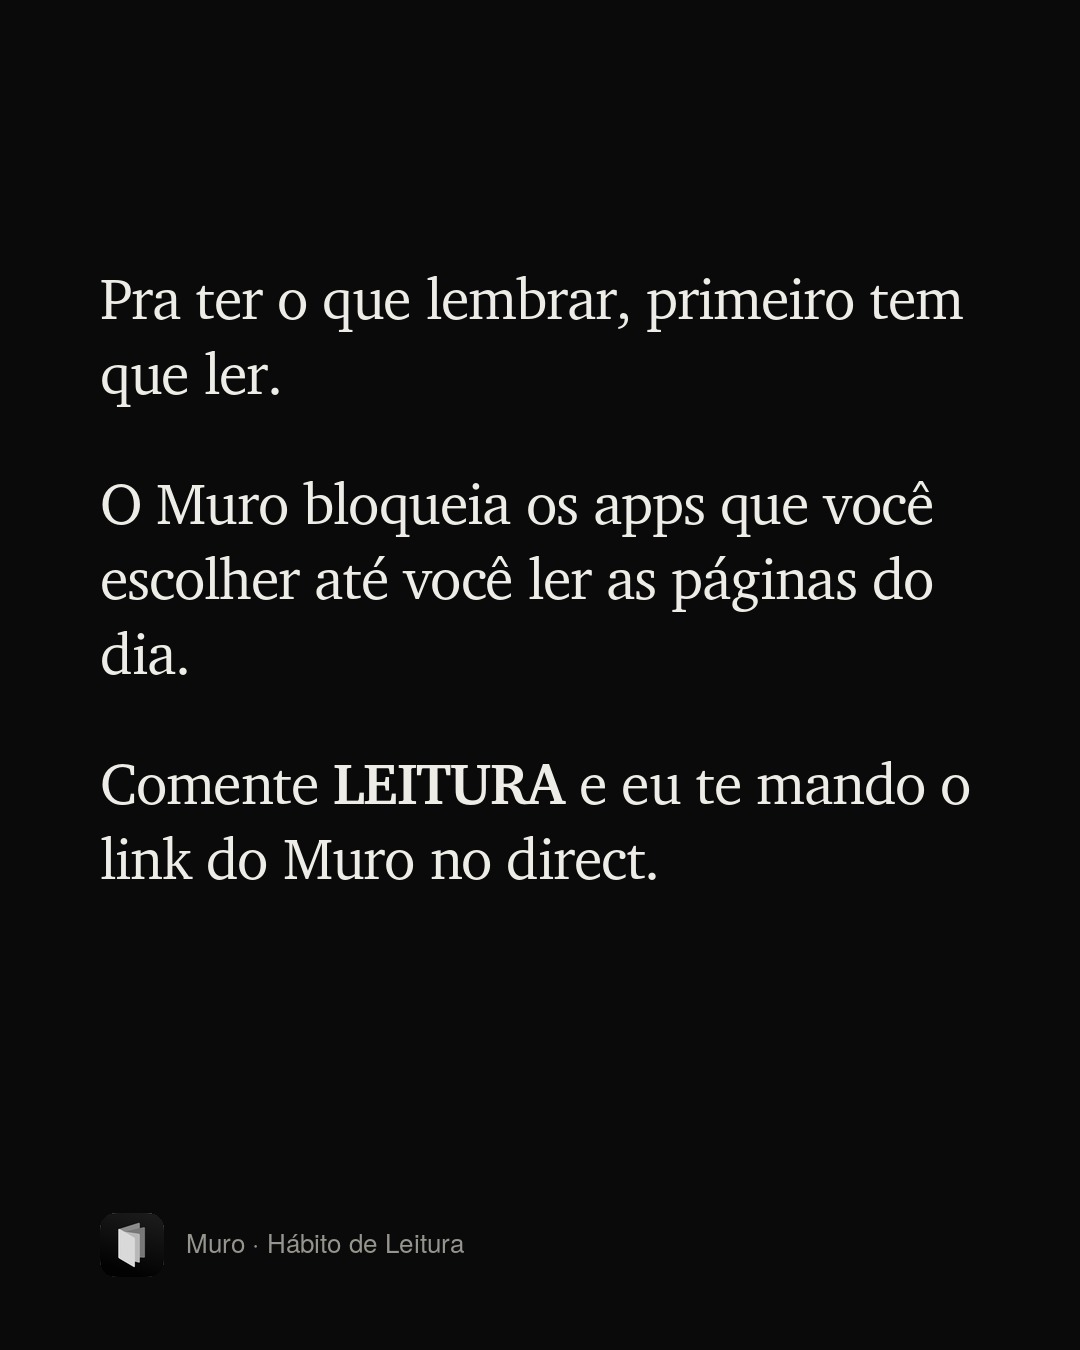 Pra ter o que lembrar, primeiro tem
que ler.
O Muro bloqueia os apps que você
escolher até você ler as páginas do
dia.
Comente LEITURA e eu te mando o
link do Muro no direct.
Muro · Hábito de Leitura